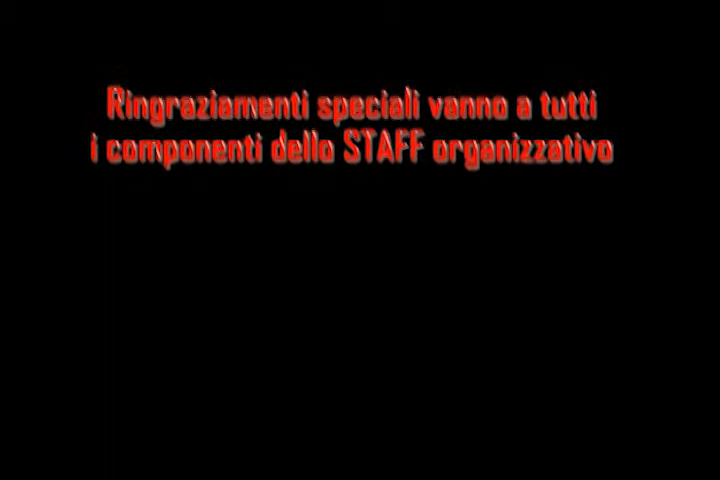 Ringraziamenti speciali vanno a tutti
i componenti dello STAFF organizzativo